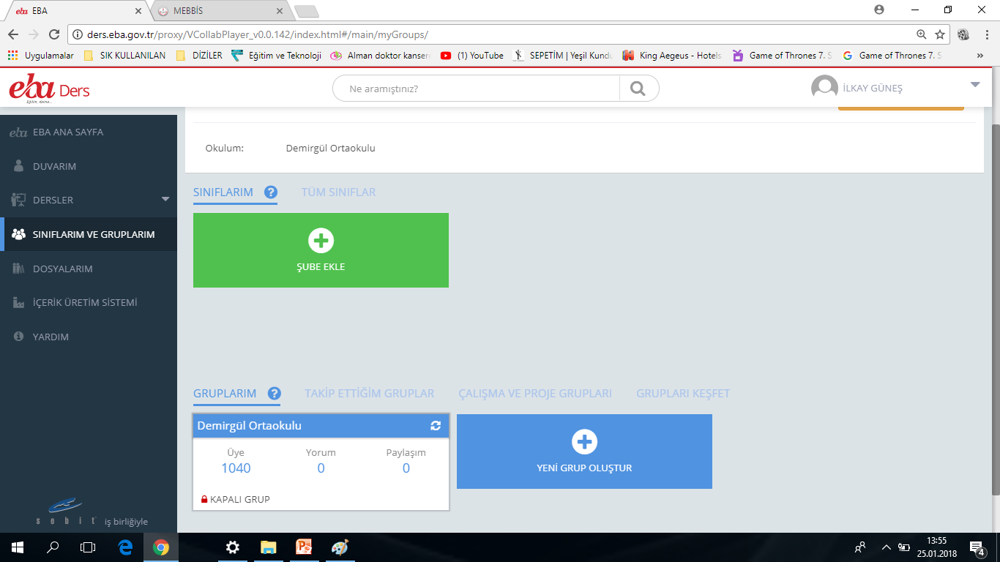 EBA
MEBBİS
ders.eba.gov.tr/proxy/VCollabPlayer_v0.0.142/index.html#/main/myGroups/
Uygulamalar
SIK KULLANILAN
DİZİLER
Eğitim ve Teknoloji
Alman doktor kanser
(1) YouTube
SEPETİM | Yeşil Kund
King Aegeus - Hotels
Game of Thrones 7. S
Game of Thrones 7. S
eba Ders
Eğitim, daima...
Ne aramıştınız?
İLKAY GÜNEŞ
eba EBA ANA SAYFA
DUVARIM
DERSLER
SINIFLARIM VE GRUPLARIM
DOSYALARIM
İÇERİK ÜRETİM SİSTEMİ
YARDIM
sebit iş birliğiyle
Okulum: Demirgül Ortaokulu
SINIFLARIM ? TÜM SINIFLAR
ŞUBE EKLE
GRUPLARIM ? TAKİP ETTİĞİM GRUPLAR ÇALIŞMA VE PROJE GRUPLARI GRUPLARI KEŞFET
Demirgül Ortaokulu
Üye Yorum Paylaşım
1040 0 0
KAPALI GRUP
YENİ GRUP OLUŞTUR
13:55
25.01.2018
4